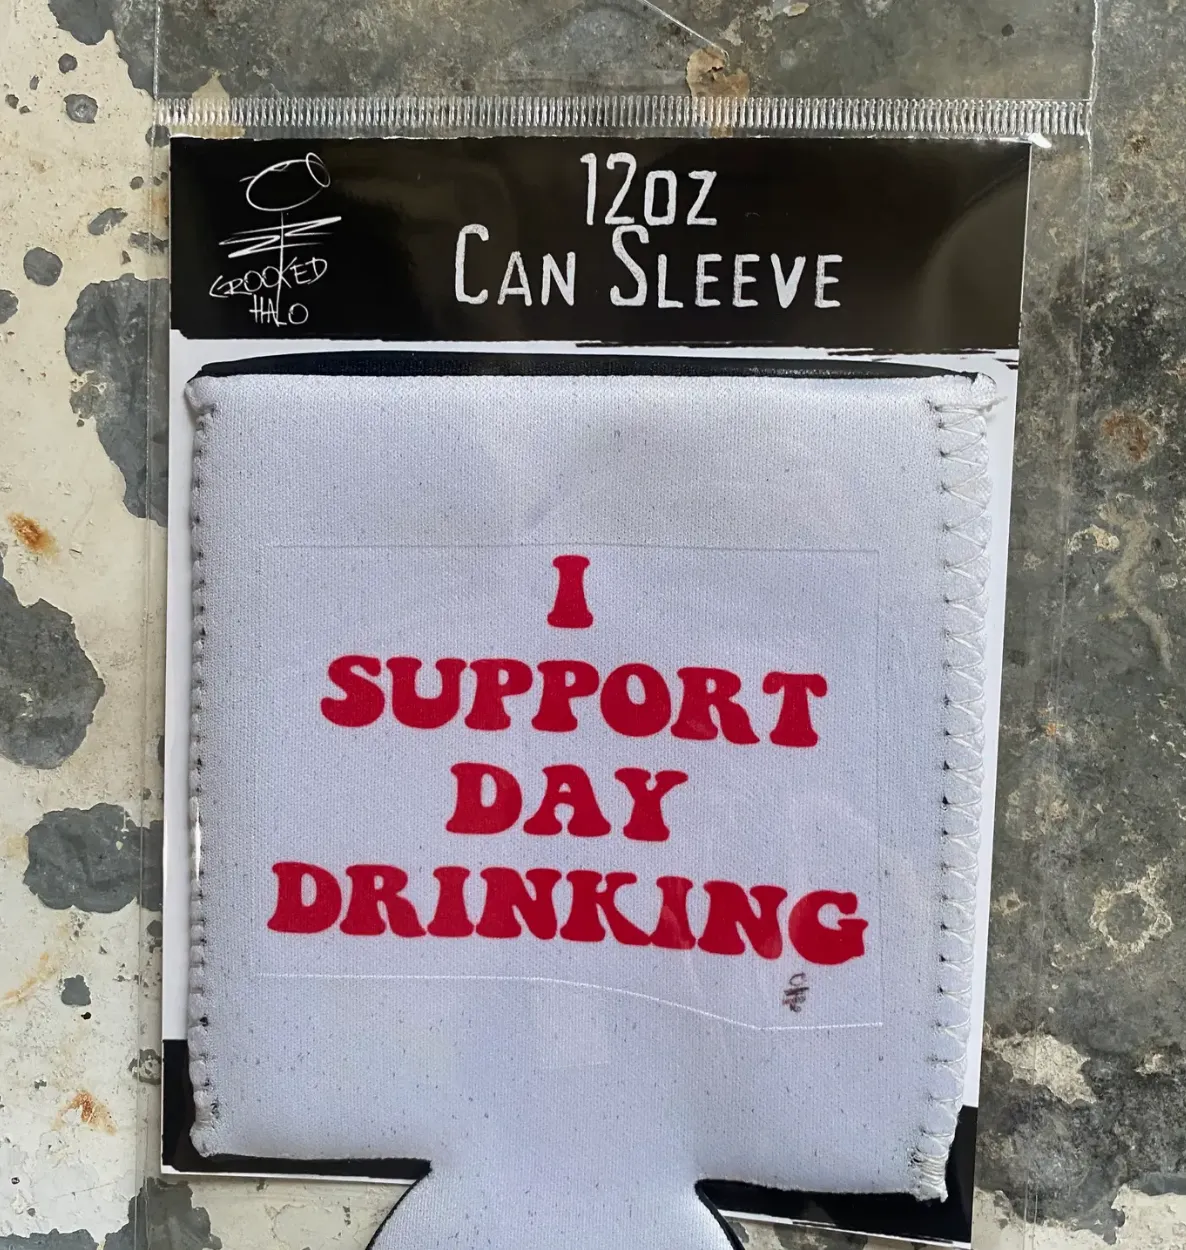 CROOKED
HALO
12oz
CAN SLEEVE
I
SUPPORT
DAY
DRINKING